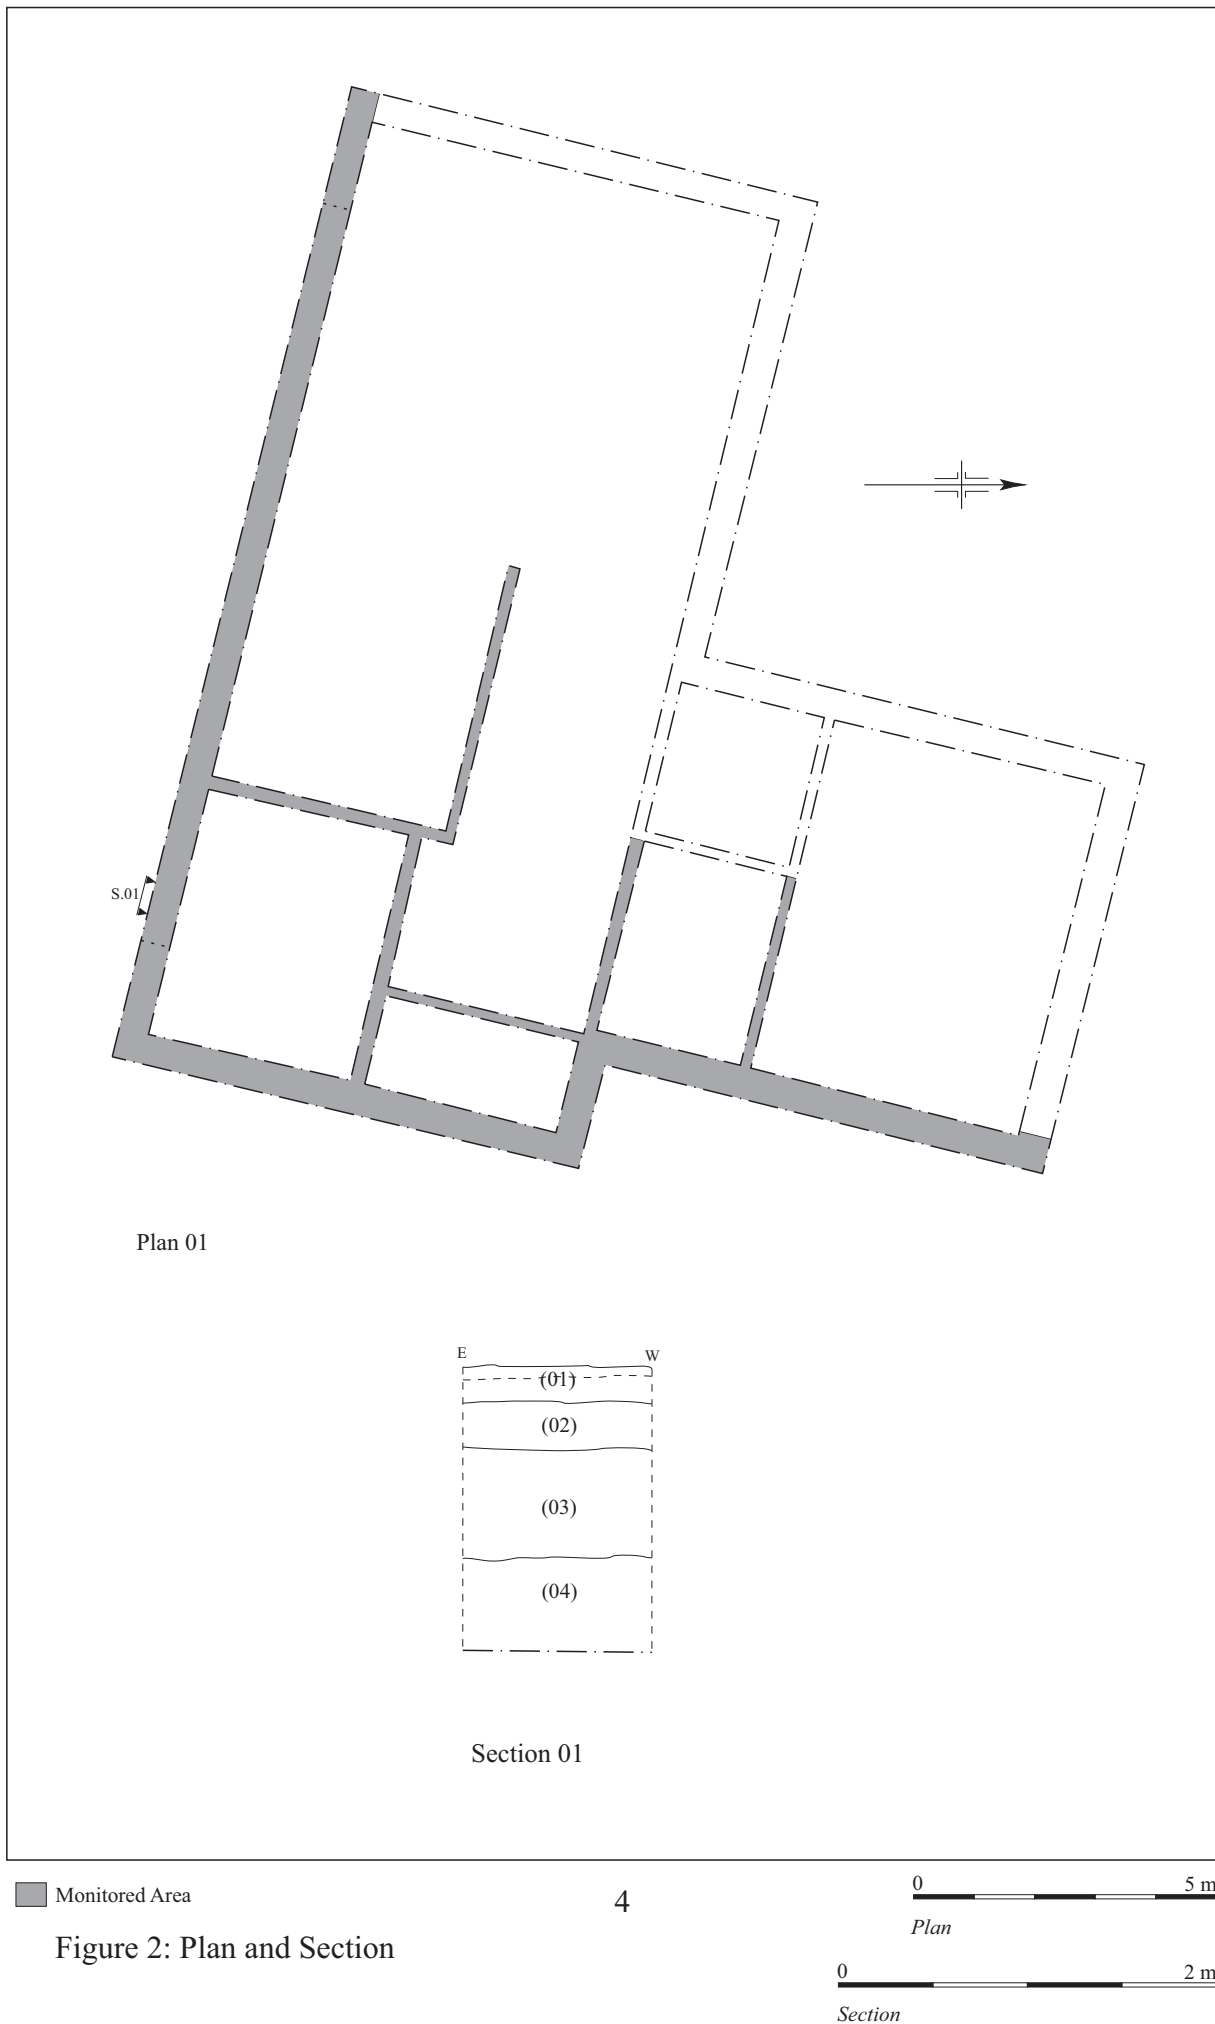 S.01
Plan 01
E
W
(01)
(02)
(03)
(04)
Section 01
Monitored Area
4
0 5 m
Plan
Figure 2: Plan and Section
0 2 m
Section